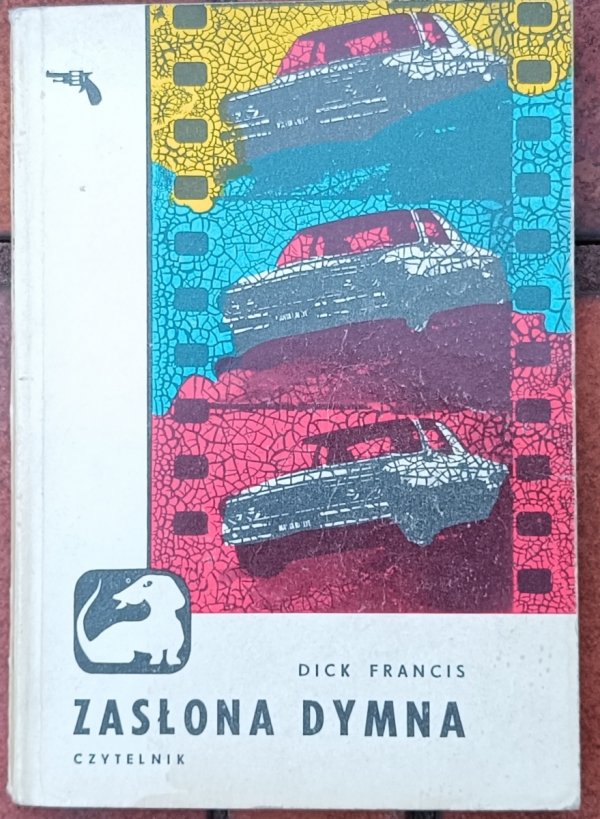 DICK FRANCIS
ZASŁONA DYMNA
CZYTELNIK